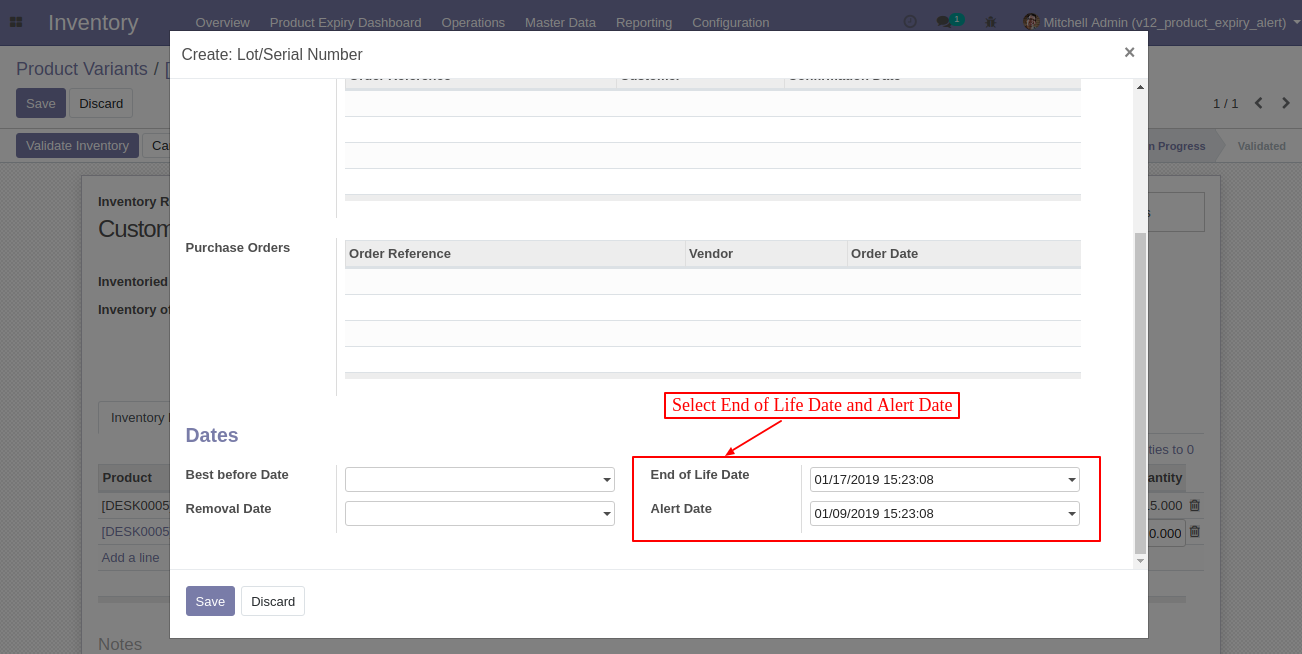 Inventory Overview Product Expiry Dashboard Operations Master Data Reporting Configuration 1 Mitchell Admin (v12_product_expiry_alert)
Create: Lot/Serial Number ×
Product Variants / [
Save Discard 1 / 1
Validate Inventory Ca n Progress Validated
Order Reference Customer Confirmation Date
Inventory R
Custom
Inventoried
Inventory of
Purchase Orders
Order Reference Vendor Order Date
Select End of Life Date and Alert Date
Inventory
Dates
ties to 0
Best before Date
End of Life Date 01/17/2019 15:23:08
Removal Date
Alert Date 01/09/2019 15:23:08
Product antity
[DESK0005 5.000
[DESK0005 0.000
Add a line
Save Discard
Notes